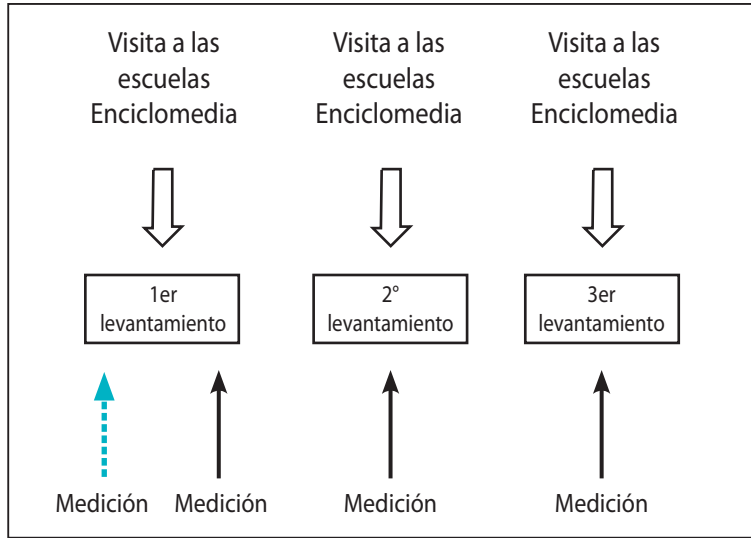 Visita a las
escuelas
Enciclomedia
Visita a las
escuelas
Enciclomedia
Visita a las
escuelas
Enciclomedia
1er
levantamiento
2°
levantamiento
3er
levantamiento
Medición
Medición
Medición
Medición